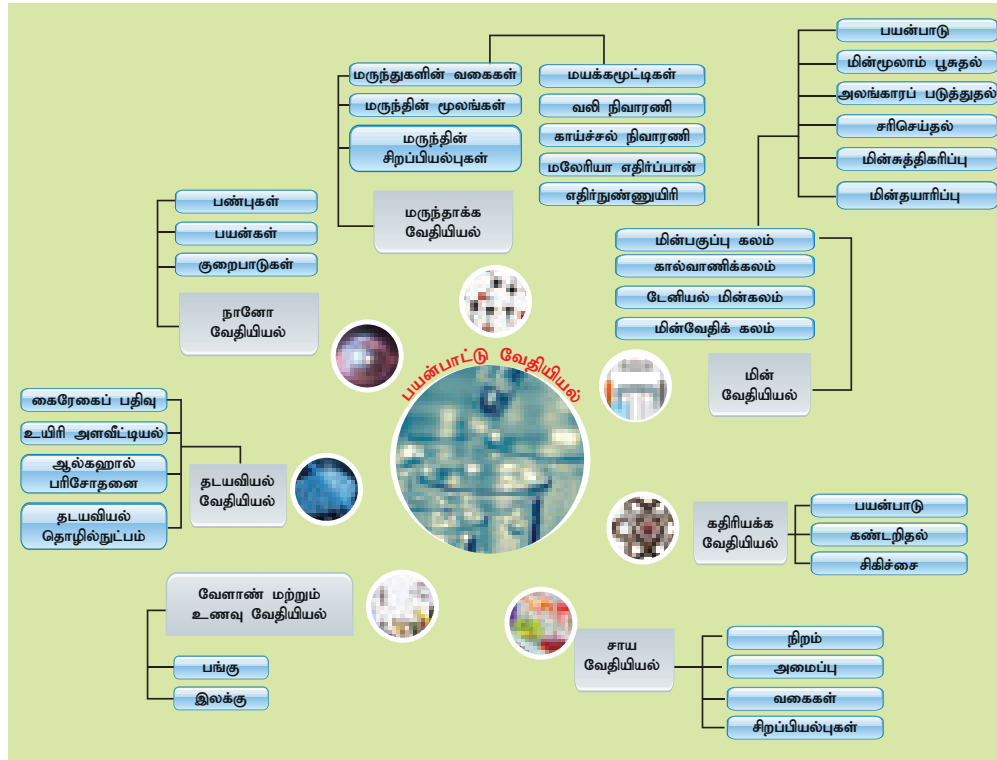 மருந்துகளின் வகைகள்
மருந்தின் மூலங்கள்
மருந்தின்
சிறப்பியல்புகள்
மருந்தாக்க
வேதியியல்
மயக்கமூட்டிகள்
வலி நிவாரணி
காய்ச்சல் நிவாரணி
மலேரியா எதிர்ப்பான்
எதிர்நுண்ணுயிரி
பயன்பாடு
மின்மூலாம் பூசுதல்
அலங்காரப் படுத்துதல்
சரிசெய்தல்
மின்சுத்திகரிப்பு
மின்தயாரிப்பு
மின்பகுப்பு கலம்
கால்வாணிக்கலம்
டேனியல் மின்கலம்
மின்வேதிக் கலம்
மின்
வேதியியல்
பண்புகள்
பயன்கள்
குறைபாடுகள்
நானோ
வேதியியல்
பயன்பாட்டு வேதியியல்
கைரேகைப் பதிவு
உயிரி அளவீட்டியல்
ஆல்கஹால்
பரிசோதனை
தடயவியல்
தொழில்நுட்பம்
தடயவியல்
வேதியியல்
கதிரியக்க
வேதியியல்
பயன்பாடு
கண்டறிதல்
சிகிச்சை
வேளாண் மற்றும்
உணவு வேதியியல்
பங்கு
இலக்கு
சாய
வேதியியல்
நிறம்
அமைப்பு
வகைகள்
சிறப்பியல்புகள்